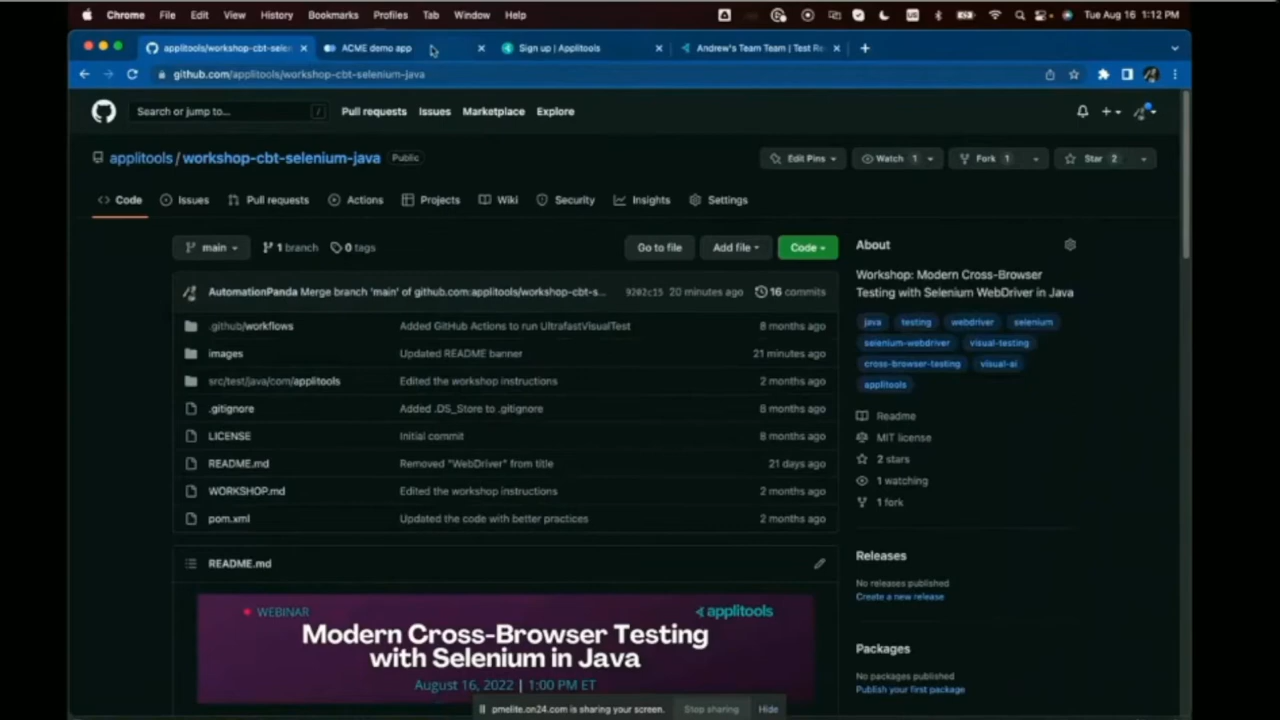 Chrome File Edit View History Bookmarks Profiles Tab Window Help US Tue Aug 16 1:12 PM
applitools/workshop-cbt-selen ACME demo app Sign up | Applitools Andrew's Team Team | Test Re
github.com/applitools/workshop-cbt-selenium-java
Search or jump to... / Pull requests Issues Marketplace Explore
applitools / workshop-cbt-selenium-java Public Edit Pins Watch 1 Fork 1 Star 2
Code Issues Pull requests Actions Projects Wiki Security Insights Settings
main 1 branch 0 tags Go to file Add file Code
AutomationPanda Merge branch 'main' of github.com:applitools/workshop-cbt-s... 9202c15 20 minutes ago 16 commits
.github/workflows Added GitHub Actions to run UltrafastVisualTest 8 months ago
images Updated README banner 21 minutes ago
src/test/java/com/applitools Edited the workshop instructions 2 months ago
.gitignore Added .DS_Store to .gitignore 8 months ago
LICENSE Initial commit 8 months ago
README.md Removed "WebDriver" from title 21 days ago
WORKSHOP.md Edited the workshop instructions 2 months ago
pom.xml Updated the code with better practices 2 months ago
README.md
WEBINAR applitools
Modern Cross-Browser Testing
with Selenium in Java
August 16, 2022 | 1:00 PM ET
About
Workshop: Modern Cross-Browser
Testing with Selenium WebDriver in Java
java testing webdriver selenium
selenium-webdriver visual-testing
cross-browser-testing visual-ai
applitools
Readme
MIT license
2 stars
1 watching
1 fork
Releases
No releases published
Create a new release
Packages
No packages published
Publish your first package
pmelite.on24.com is sharing your screen. Stop sharing Hide